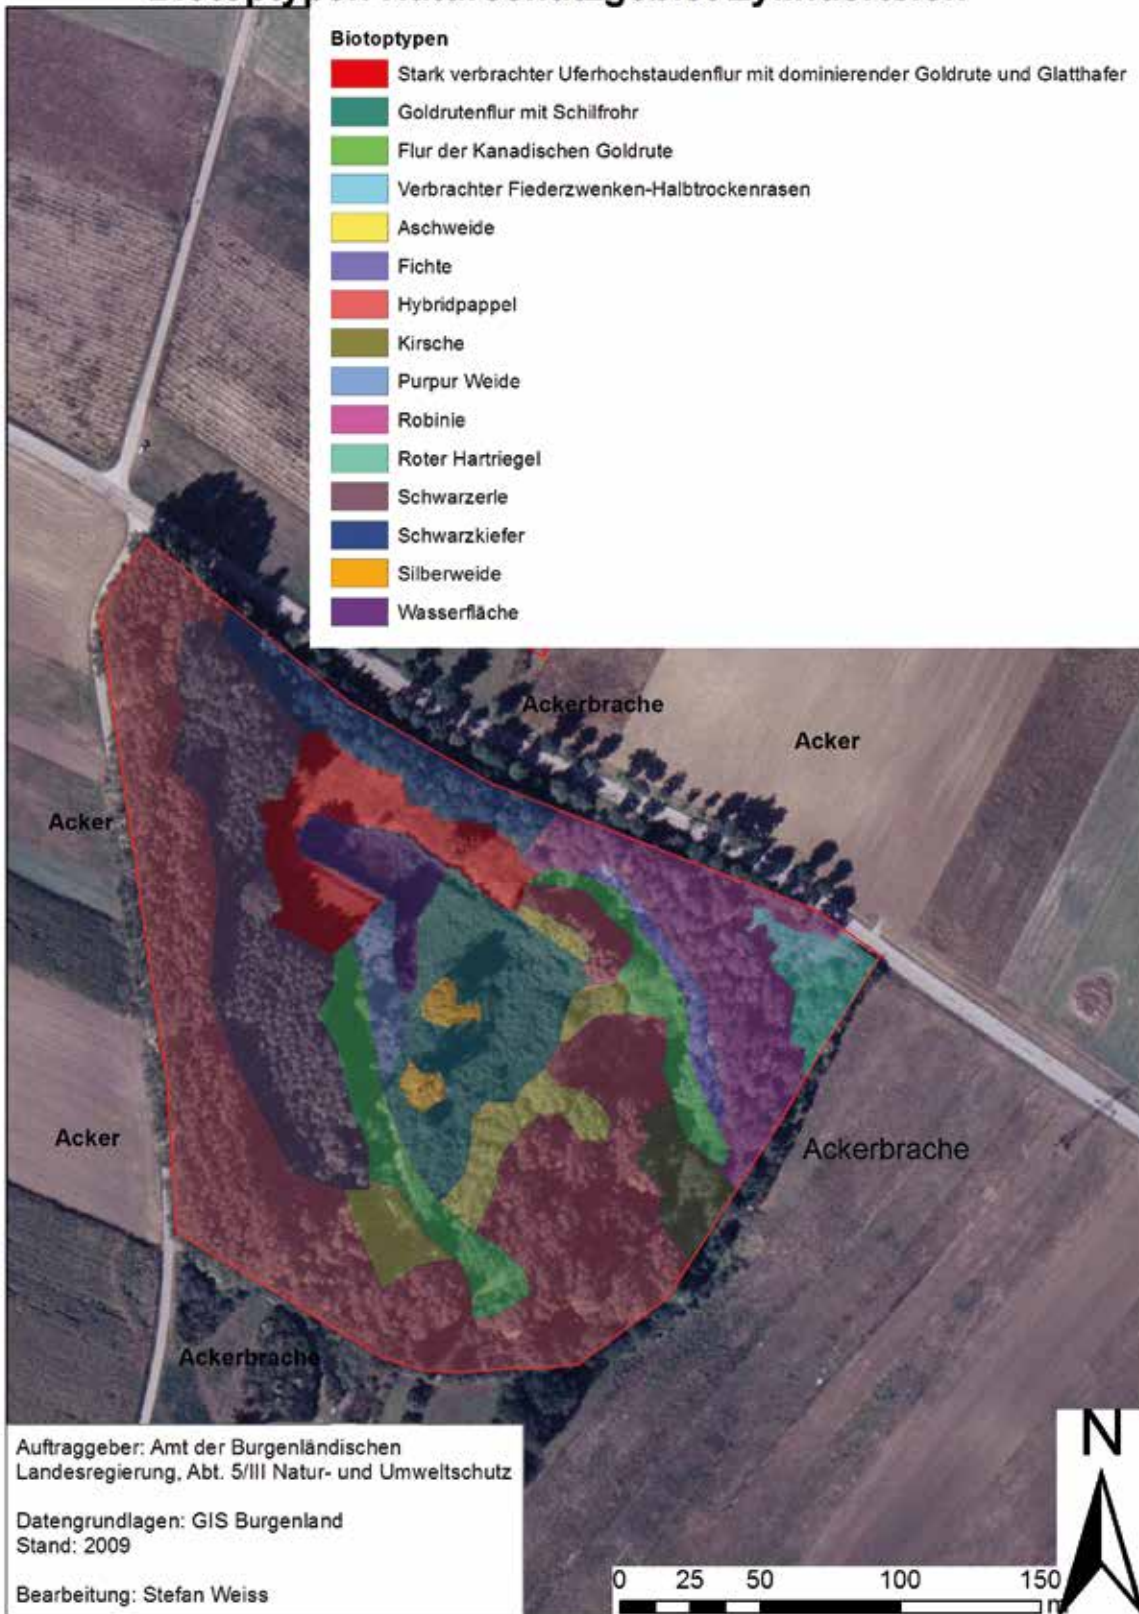 Biotoptypen
Stark verbrachter Uferhochstaudenflur mit dominierender Goldrute und Glatthafer
Goldrutenflur mit Schilfrohr
Flur der Kanadischen Goldrute
Verbrachter Fiederzwenken-Halbtrockenrasen
Aschweide
Fichte
Hybridpappel
Kirsche
Purpur Weide
Robinie
Roter Hartriegel
Schwarzerle
Schwarzkiefer
Silberweide
Wasserfläche
Ackerbrache
Acker
Acker
Acker
Ackerbrache
Ackerbrache
Auftraggeber: Amt der Burgenländischen
Landesregierung, Abt. 5/III Natur- und Umweltschutz
Datengrundlagen: GIS Burgenland
Stand: 2009
Bearbeitung: Stefan Weiss
N
0 25 50 100 150